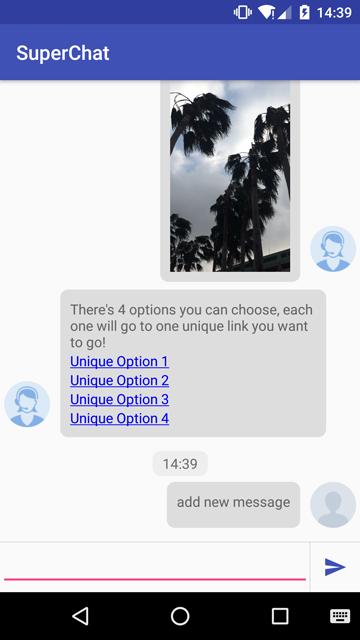 14:39
SuperChat
There's 4 options you can choose, each
one will go to one unique link you want
to go!
Unique Option 1
Unique Option 2
Unique Option 3
Unique Option 4
14:39
add new message